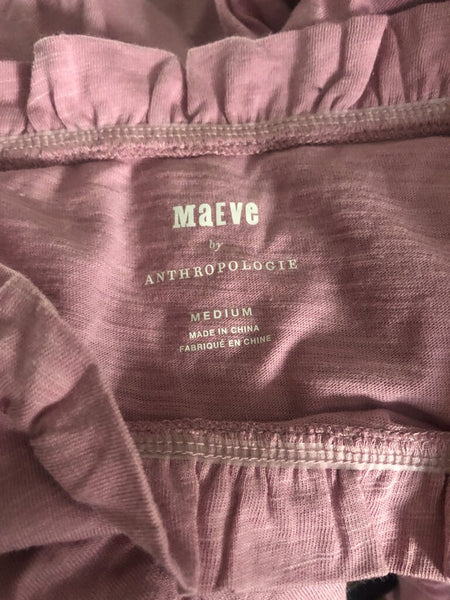 MaEve
by
ANTHROPOLOGIE
MEDIUM
MADE IN CHINA
FABRIQUÉ EN CHINE